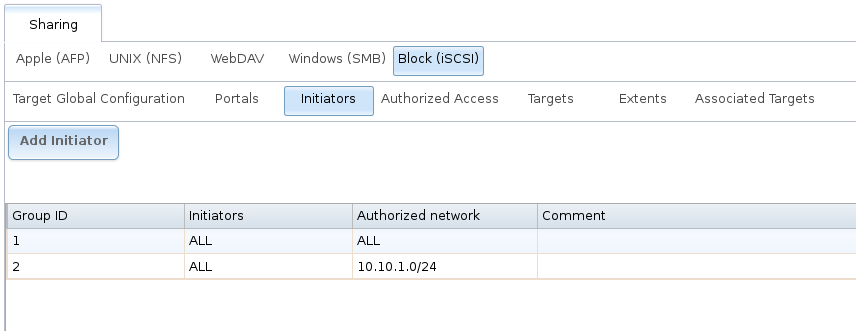 Sharing
Apple (AFP) UNIX (NFS) WebDAV Windows (SMB) Block (iSCSI)
Target Global Configuration Portals Initiators Authorized Access Targets Extents Associated Targets
Add Initiator
Group ID Initiators Authorized network Comment
1 ALL ALL
2 ALL 10.10.1.0/24